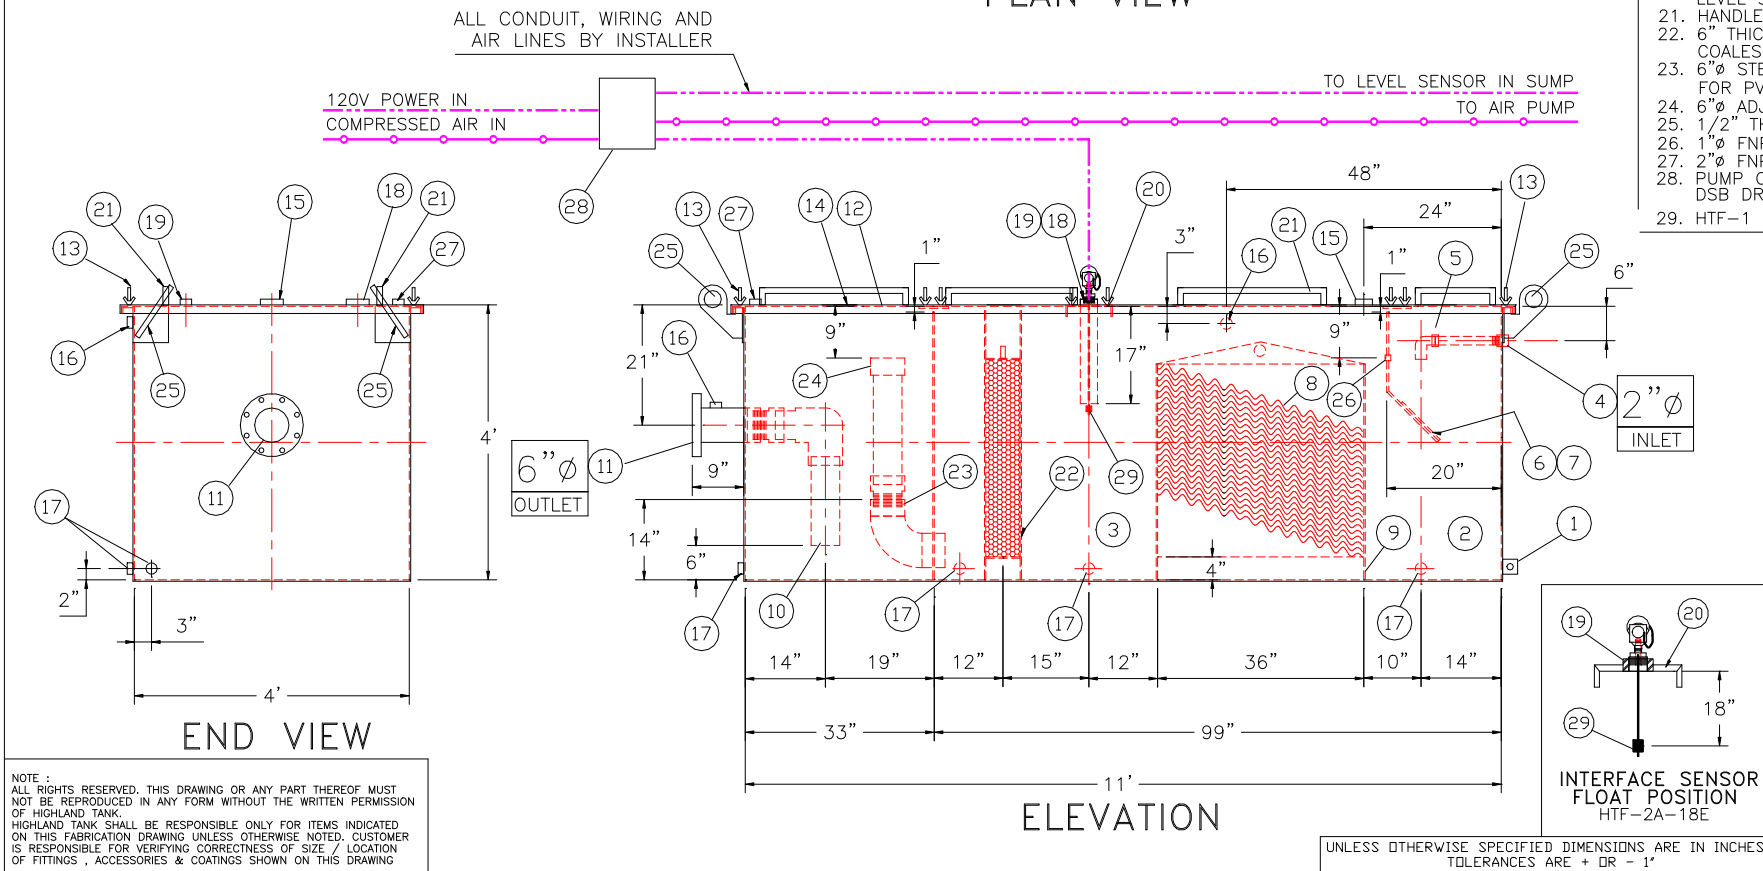 PLAN VIEW
ALL CONDUIT, WIRING AND
AIR LINES BY INSTALLER
120V POWER IN
COMPRESSED AIR IN
TO LEVEL SENSOR IN SUMP
TO AIR PUMP
28
21. HANDLE
22. 6" THIC
COALES
23. 6"ø STE
FOR PV
24. 6"ø ADJ
25. 1/2" TH
26. 1"ø FNP
27. 2"ø FNP
28. PUMP C
DSB DR
29. HTF-1
13
21
19
15
18
21
27
16
25
25
11
17
2"
3"
4'
4'
END VIEW
25
13
27
14
12
1"
19
18
20
3"
48"
24"
16
21
15
1"
5
13
25
6"
21"
16
9"
24
17"
8
9"
26
4
2"ø
INLET
6"ø
OUTLET
11
9"
23
22
29
3
20"
6
7
14"
6"
10
17
17
17
4"
9
2
17
1
14"
19"
12"
15"
12"
36"
10"
14"
33"
99"
11'
ELEVATION
19
20
29
18"
INTERFACE SENSOR
FLOAT POSITION
HTF-2A-18E
NOTE :
ALL RIGHTS RESERVED. THIS DRAWING OR ANY PART THEREOF MUST
NOT BE REPRODUCED IN ANY FORM WITHOUT THE WRITTEN PERMISSION
OF HIGHLAND TANK.
HIGHLAND TANK SHALL BE RESPONSIBLE ONLY FOR ITEMS INDICATED
ON THIS FABRICATION DRAWING UNLESS OTHERWISE NOTED. CUSTOMER
IS RESPONSIBLE FOR VERIFYING CORRECTNESS OF SIZE / LOCATION
OF FITTINGS , ACCESSORIES & COATINGS SHOWN ON THIS DRAWING
UNLESS OTHERWISE SPECIFIED DIMENSIONS ARE IN INCHES
TOLERANCES ARE + OR - 1"